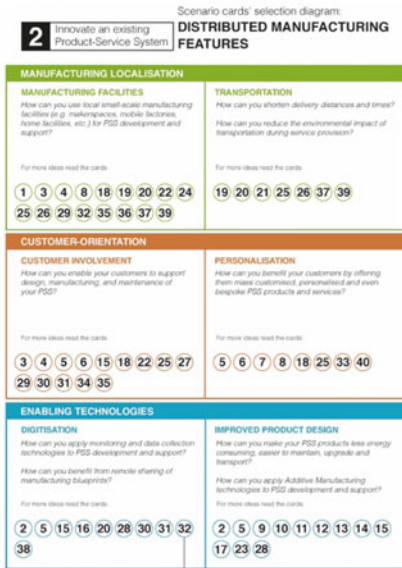 Scenario cards' selection diagram:
2
Innovate an existing
Product-Service System
DISTRIBUTED MANUFACTURING
FEATURES
MANUFACTURING LOCALISATION
MANUFACTURING FACILITIES
How can you use local small-scale manufacturing
facilities (e.g. makerspaces, mobile factories,
home facilities, etc.) for PSS development and
support?
For more ideas read the cards:
1 3 4 8 18 19 20 22 24
25 26 29 32 35 36 37 39
TRANSPORTATION
How can you shorten delivery distances and times?
How can you reduce the environmental impact of
transportation during service provision?
For more ideas read the cards:
19 20 21 25 26 37 39
CUSTOMER-ORIENTATION
CUSTOMER INVOLVEMENT
How can you enable your customers to support
design, manufacturing, and maintenance of
your PSS?
For more ideas read the cards:
3 4 5 6 15 18 22 25 27
29 30 31 34 35
PERSONALISATION
How can you benefit your customers by offering
them mass customised, personalised and even
bespoke PSS products and services?
For more ideas read the cards:
5 6 7 8 18 25 33 40
ENABLING TECHNOLOGIES
DIGITISATION
How can you apply monitoring and data collection
technologies to PSS development and support?
How can you benefit from remote sharing of
manufacturing blueprints?
For more ideas read the cards:
2 5 15 16 20 28 30 31 32
38
IMPROVED PRODUCT DESIGN
How can you make your PSS products less energy
consuming, easier to maintain, upgrade and
transport?
How can you apply Additive Manufacturing
technologies to PSS development and support?
For more ideas read the cards:
2 5 9 10 11 12 13 14 15
17 23 28